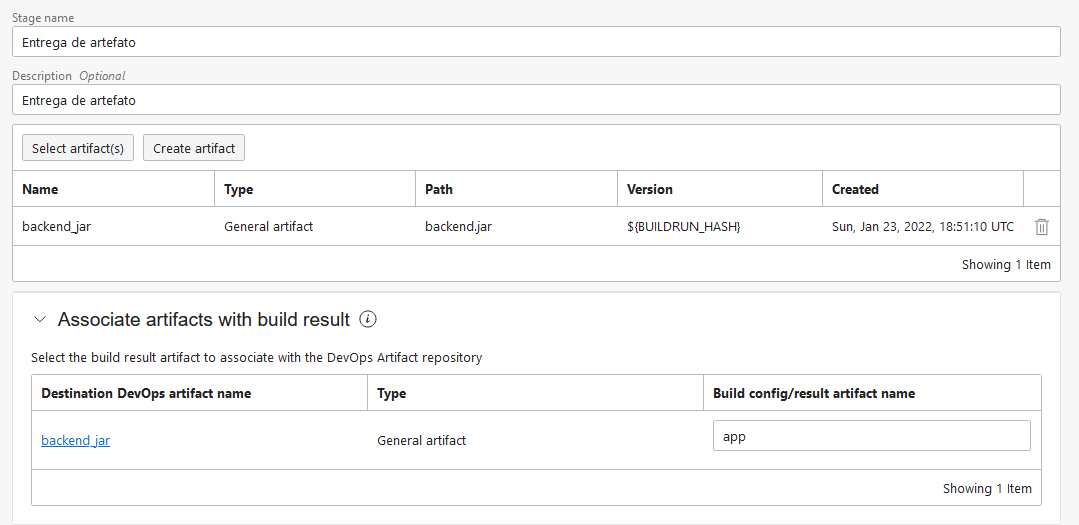 Stage name
Entrega de artefato
Description Optional
Entrega de artefato
Select artifact(s) Create artifact
Name Type Path Version Created
backend_jar General artifact backend.jar ${BUILDRUN_HASH} Sun, Jan 23, 2022, 18:51:10 UTC
Showing 1 Item
Associate artifacts with build result i
Select the build result artifact to associate with the DevOps Artifact repository
Destination DevOps artifact name Type Build config/result artifact name
backend_jar General artifact app
Showing 1 Item